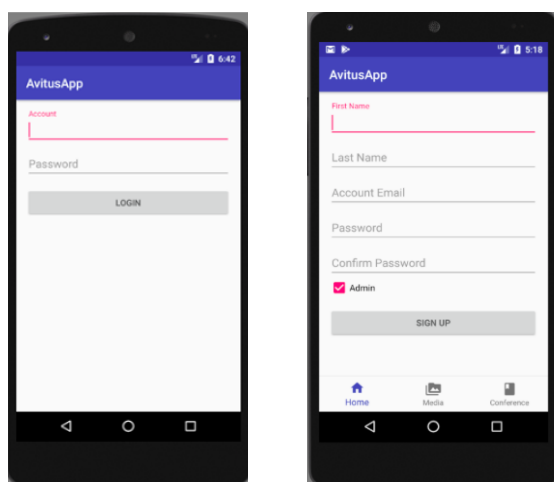 6:42
AvitusApp
Account
Password
LOGIN
5:18
AvitusApp
First Name
Last Name
Account Email
Password
Confirm Password
Admin
SIGN UP
Home Media Conference